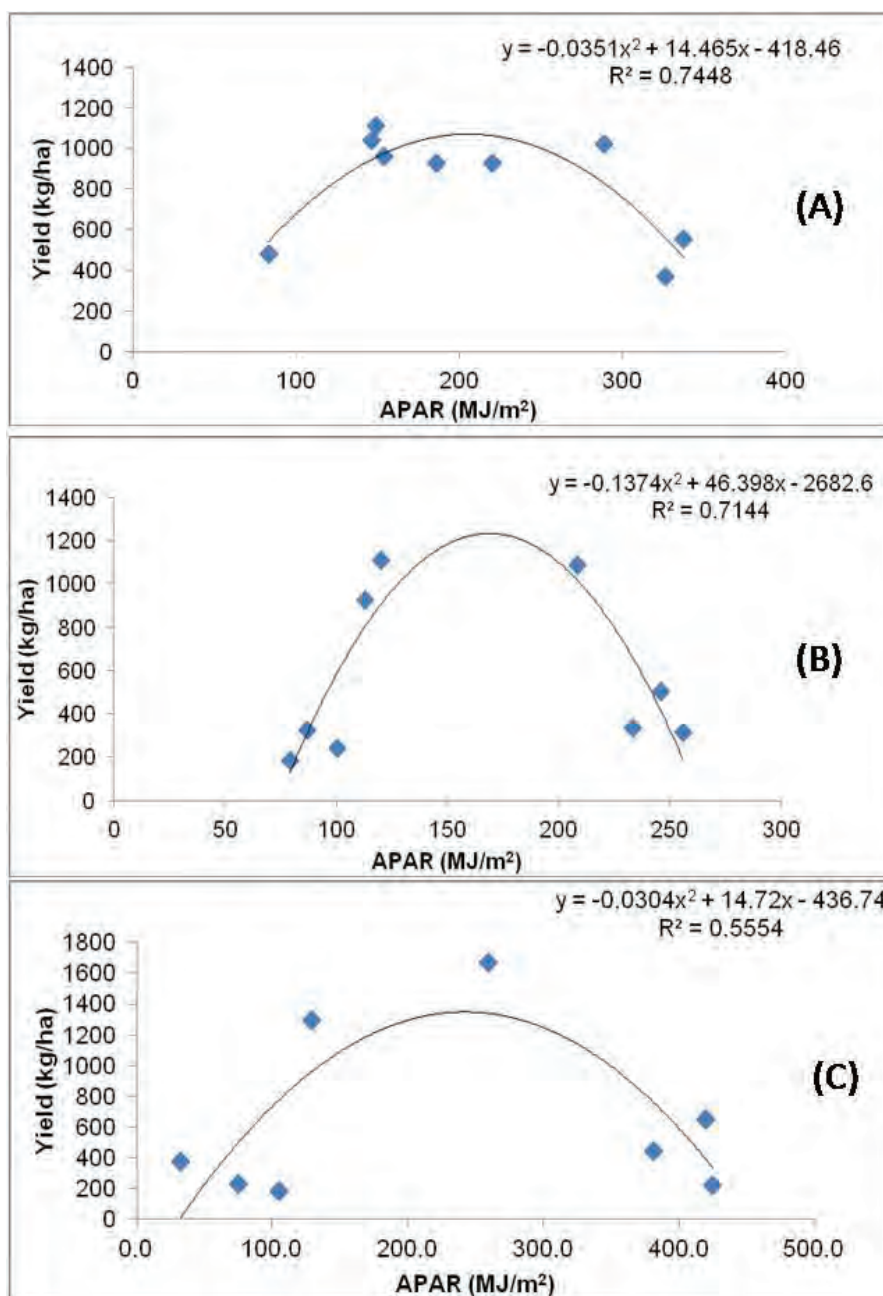 y = -0.0351x² + 14.465x - 418.46
R² = 0.7448
1400
1200
1000
800
600
400
200
0
Yield (kg/ha)
(A)
0 100 200 300 400
APAR (MJ/m²)
y = -0.1374x² + 46.398x - 2682.6
R² = 0.7144
1400
1200
1000
800
600
400
200
0
Yield (kg/ha)
(B)
0 50 100 150 200 250 300
APAR (MJ/m²)
y = -0.0304x² + 14.72x - 436.74
R² = 0.5554
1800
1600
1400
1200
1000
800
600
400
200
0
Yield (kg/ha)
(C)
0.0 100.0 200.0 300.0 400.0 500.0
APAR (MJ/m²)